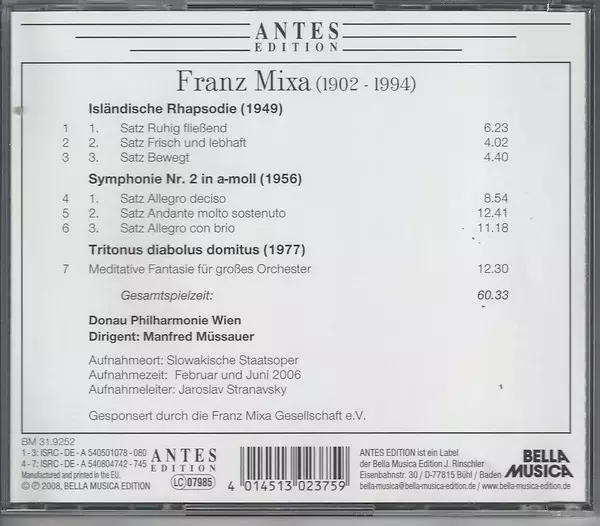 ANTES
EDITION
Franz Mixa (1902 - 1994)
Isländische Rhapsodie (1949)
1 1. Satz Ruhig fließend 6.23
2 2. Satz Frisch und lebhaft 4.02
3 3. Satz Bewegt 4.40
Symphonie Nr. 2 in a-moll (1956)
4 1. Satz Allegro deciso 8.54
5 2. Satz Andante molto sostenuto 12.41
6 3. Satz Allegro con brio 11.18
Tritonus diabolus domitus (1977)
7 Meditative Fantasie für großes Orchester 12.30
Gesamtspielzeit: 60.33
Donau Philharmonie Wien
Dirigent: Manfred Müssauer
Aufnahmeort: Slowakische Staatsoper
Aufnahmezeit: Februar und Juni 2006
Aufnahmeleiter: Jaroslav Stranavsky
Gesponsert durch die Franz Mixa Gesellschaft e.V.
BM 31.9252
1 - 3: ISRC - DE - A 540501078 - 080
4 - 7: ISRC - DE - A 540804742 - 745
Manufactured and printed in the EU.
℗ © 2008, BELLA MUSICA EDITION
ANTES
EDITION
LC 07985
4 014513 023759
ANTES EDITION ist ein Label
der Bella Musica Edition J. Rinschler
Eisenbahnstr. 30 / D-77815 Bühl / Baden
bella-musica@bella-musica-edition.de / www.bella-musica-edition.de
BELLA
MUSICA